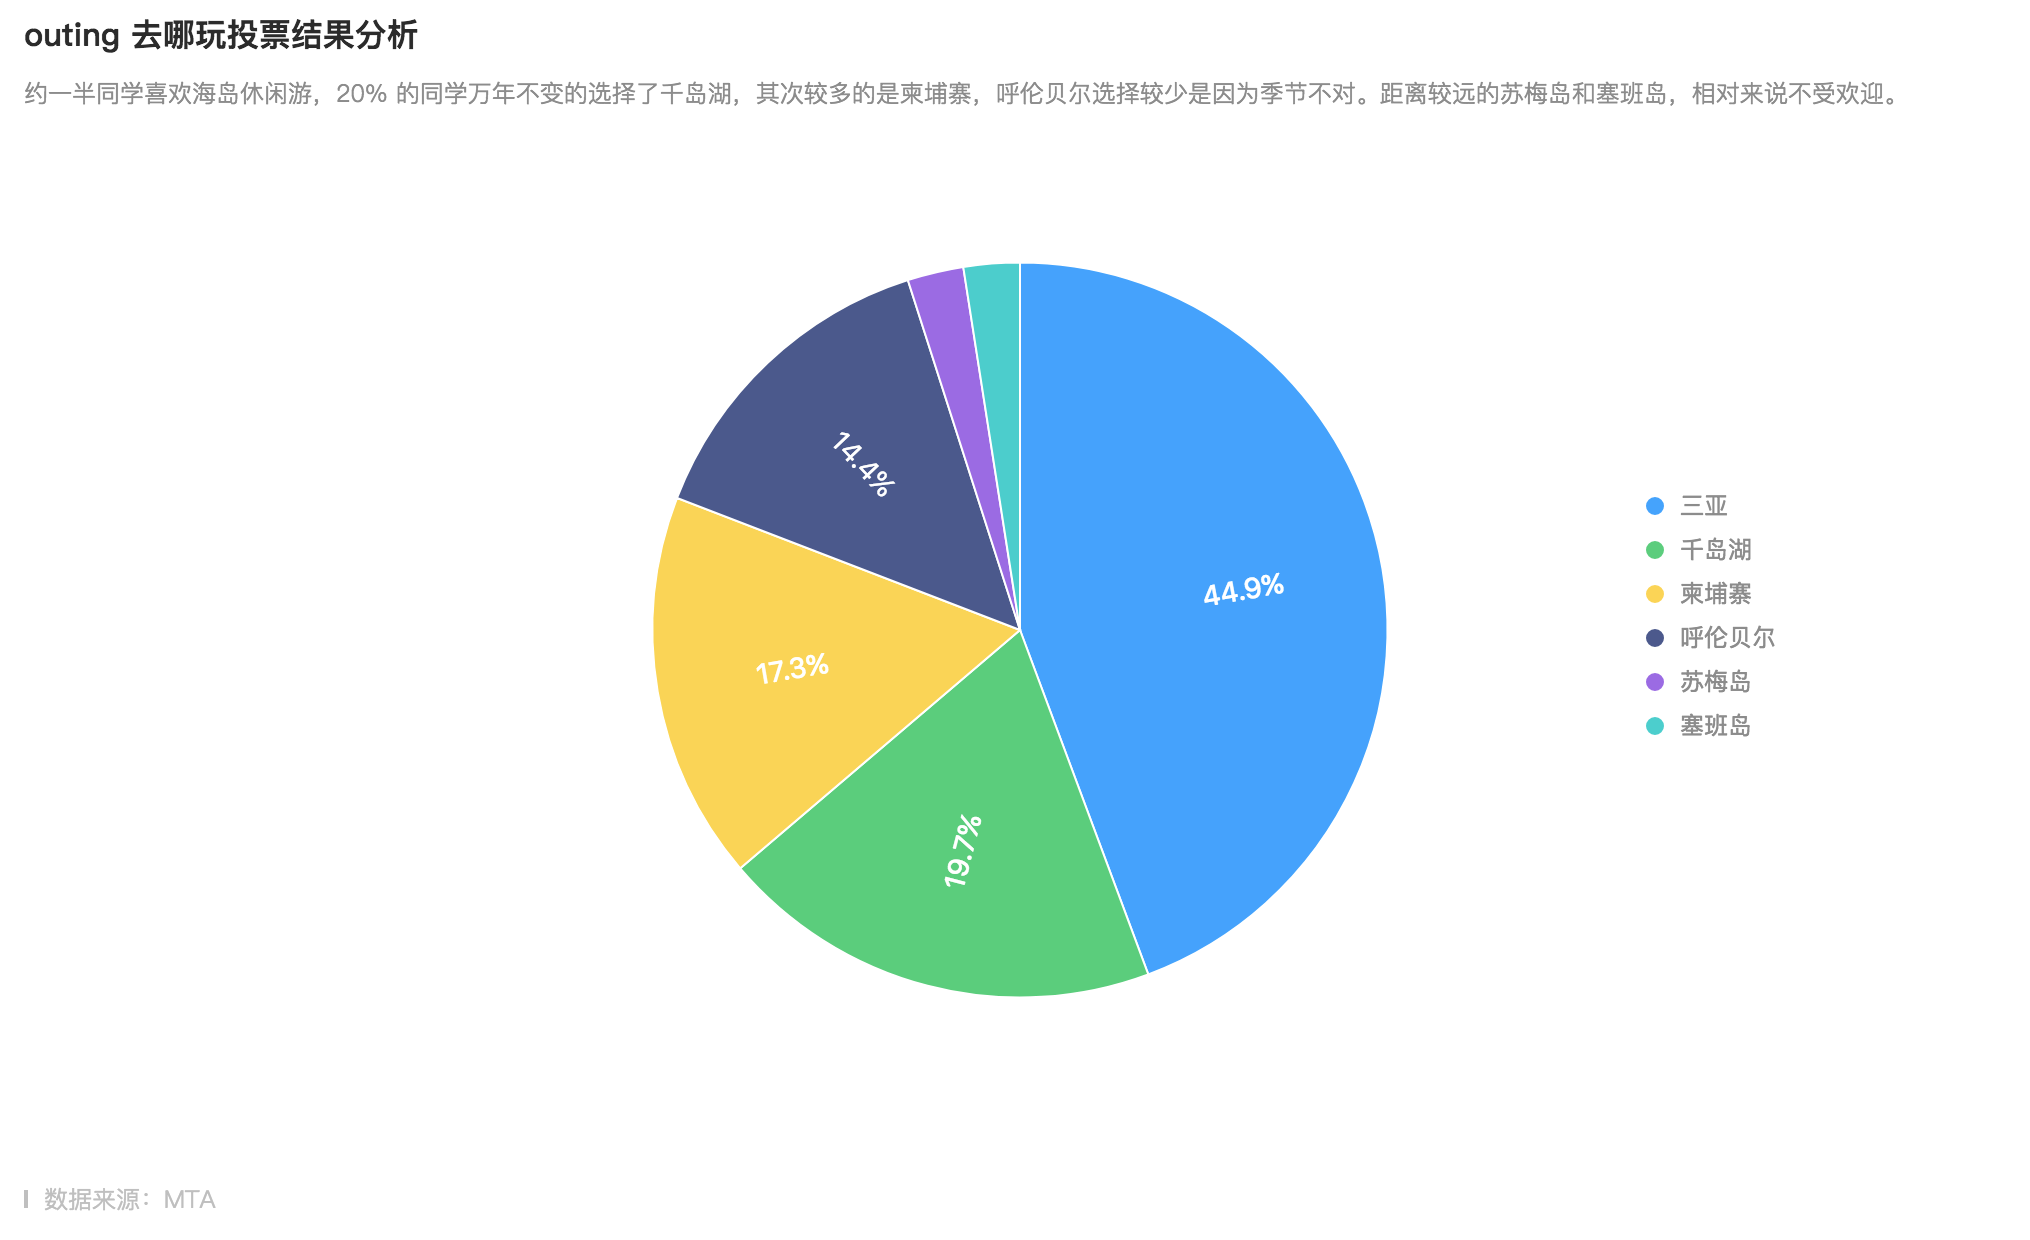 outing 去哪玩投票结果分析
约一半同学喜欢海岛休闲游，20% 的同学万年不变的选择了千岛湖，其次较多的是柬埔寨，呼伦贝尔选择较少是因为季节不对。距离较远的苏梅岛和塞班岛，相对来说不受欢迎。
14.4%
44.9%
17.3%
19.7%
三亚
千岛湖
柬埔寨
呼伦贝尔
苏梅岛
塞班岛
数据来源：MTA